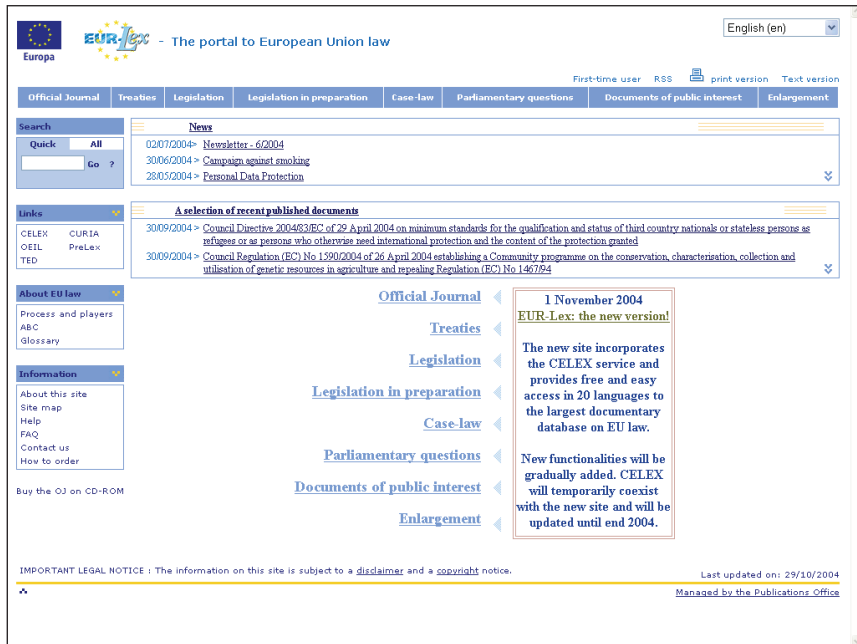 English (en)
EUR-Lex - The portal to European Union law
Europa
First-time user RSS print version Text version
Official Journal Treaties Legislation Legislation in preparation Case-law Parliamentary questions Documents of public interest Enlargement
Search
Quick All
Go ?
Links
CELEX CURIA
OEIL PreLex
TED
About EU law
Process and players
ABC
Glossary
Information
About this site
Site map
Help
FAQ
Contact us
How to order
Buy the OJ on CD-ROM
News
02/07/2004> Newsletter - 6/2004
30/06/2004 > Campaign against smoking
28/05/2004 > Personal Data Protection
A selection of recent published documents
30/09/2004 > Council Directive 2004/83/EC of 29 April 2004 on minimum standards for the qualification and status of third country nationals or stateless persons as
refugees or as persons who otherwise need international protection and the content of the protection granted
30/09/2004 > Council Regulation (EC) No 1590/2004 of 26 April 2004 establishing a Community programme on the conservation, characterisation, collection and
utilisation of genetic resources in agriculture and repealing Regulation (EC) No 1467/94
Official Journal
Treaties
Legislation
Legislation in preparation
Case-law
Parliamentary questions
Documents of public interest
Enlargement
1 November 2004
EUR-Lex: the new version!
The new site incorporates
the CELEX service and
provides free and easy
access in 20 languages to
the largest documentary
database on EU law.
New functionalities will be
gradually added. CELEX
will temporarily coexist
with the new site and will be
updated until end 2004.
IMPORTANT LEGAL NOTICE : The information on this site is subject to a disclaimer and a copyright notice.
Last updated on: 29/10/2004
Managed by the Publications Office